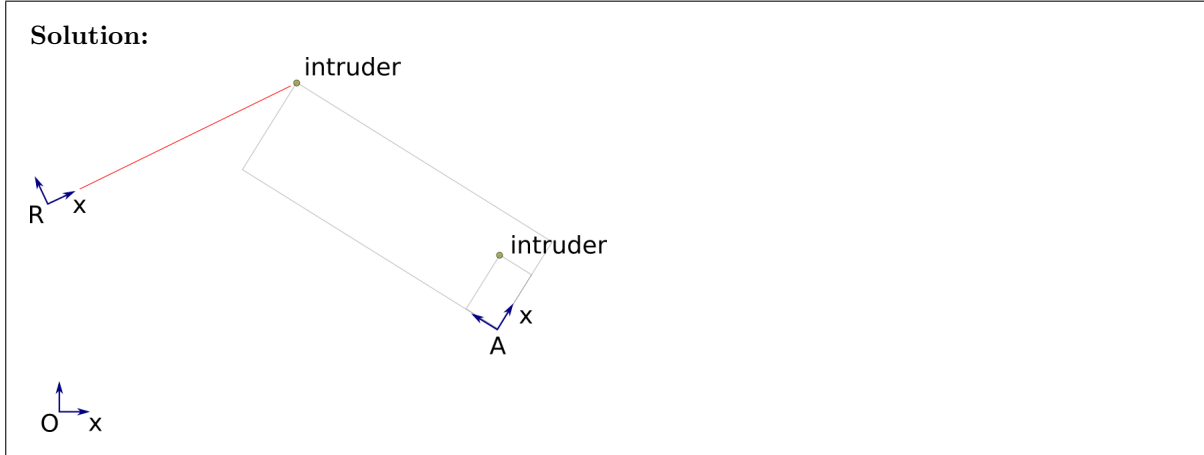 Solution:
intruder
R
x
intruder
x
A
O
x